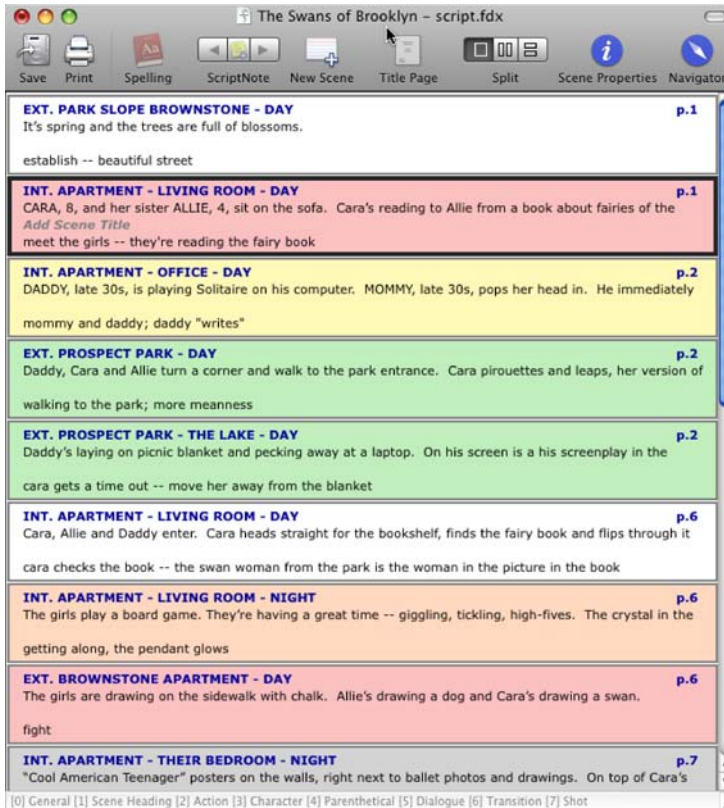 The Swans of Brooklyn – script.fdx
Save Print Spelling ScriptNote New Scene Title Page Split Scene Properties Navigator
EXT. PARK SLOPE BROWNSTONE - DAY p.1
It's spring and the trees are full of blossoms.
establish -- beautiful street
INT. APARTMENT - LIVING ROOM - DAY p.1
CARA, 8, and her sister ALLIE, 4, sit on the sofa. Cara's reading to Allie from a book about fairies of the
Add Scene Title
meet the girls -- they're reading the fairy book
INT. APARTMENT - OFFICE - DAY p.2
DADDY, late 30s, is playing Solitaire on his computer. MOMMY, late 30s, pops her head in. He immediately
mommy and daddy; daddy "writes"
EXT. PROSPECT PARK - DAY p.2
Daddy, Cara and Allie turn a corner and walk to the park entrance. Cara pirouettes and leaps, her version of
walking to the park; more meanness
EXT. PROSPECT PARK - THE LAKE - DAY p.2
Daddy's laying on picnic blanket and pecking away at a laptop. On his screen is a his screenplay in the
cara gets a time out -- move her away from the blanket
INT. APARTMENT - LIVING ROOM - DAY p.6
Cara, Allie and Daddy enter. Cara heads straight for the bookshelf, finds the fairy book and flips through it
cara checks the book -- the swan woman from the park is the woman in the picture in the book
INT. APARTMENT - LIVING ROOM - NIGHT p.6
The girls play a board game. They're having a great time -- giggling, tickling, high-fives. The crystal in the
getting along, the pendant glows
EXT. BROWNSTONE APARTMENT - DAY p.6
The girls are drawing on the sidewalk with chalk. Allie's drawing a dog and Cara's drawing a swan.
fight
INT. APARTMENT - THEIR BEDROOM - NIGHT p.7
"Cool American Teenager" posters on the walls, right next to ballet photos and drawings. On top of Cara's
[0] General [1] Scene Heading [2] Action [3] Character [4] Parenthetical [5] Dialogue [6] Transition [7] Shot